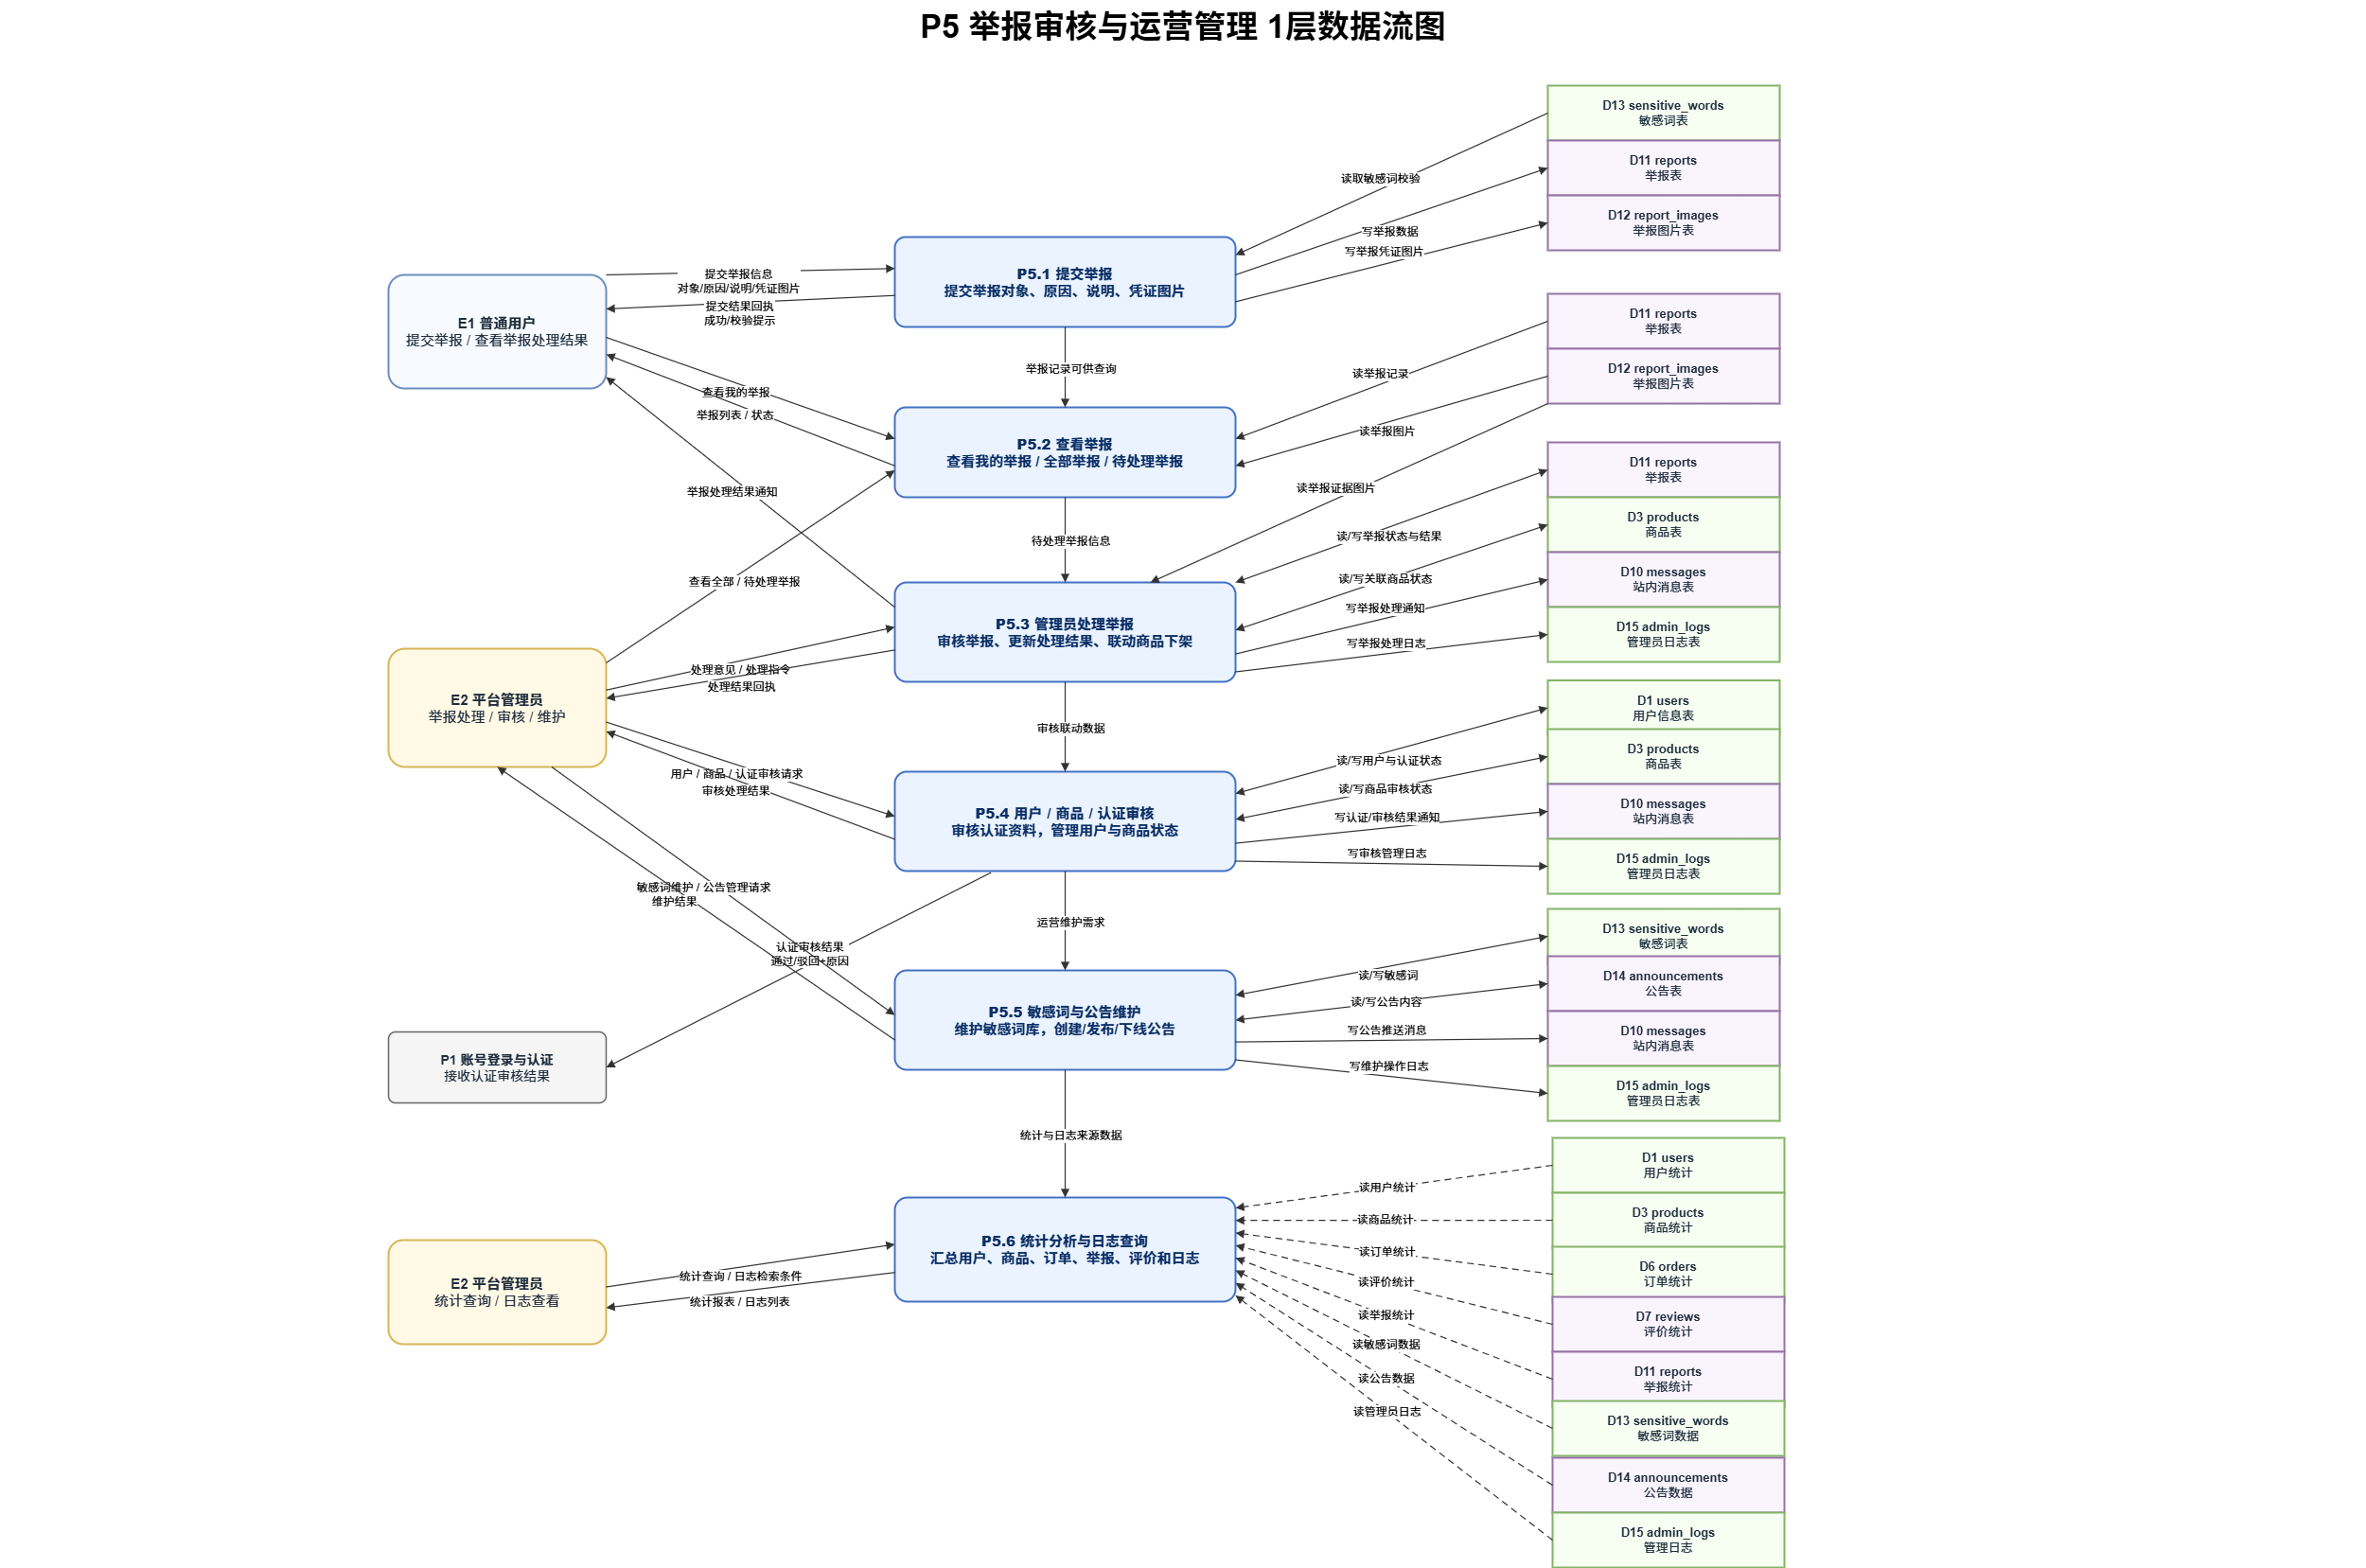 P5 举报审核与运营管理 1层数据流图
D13 sensitive_words
敏感词表
D11 reports
举报表
D12 report_images
举报图片表
读取敏感词校验
写举报数据
写举报凭证图片
P5.1 提交举报
提交举报对象、原因、说明、凭证图片
提交举报信息
对象/原因/说明/凭证图片
提交结果回执
成功/校验提示
E1 普通用户
提交举报 / 查看举报处理结果
D11 reports
举报表
D12 report_images
举报图片表
举报记录可供查询
读举报记录
读举报图片
查看我的举报
举报列表 / 状态
P5.2 查看举报
查看我的举报 / 全部举报 / 待处理举报
举报处理结果通知
读举报证据图片
D11 reports
举报表
D3 products
商品表
D10 messages
站内消息表
D15 admin_logs
管理员日志表
待处理举报信息
读/写举报状态与结果
读/写关联商品状态
写举报处理通知
写举报处理日志
查看全部 / 待处理举报
P5.3 管理员处理举报
审核举报、更新处理结果、联动商品下架
处理意见 / 处理指令
处理结果回执
E2 平台管理员
举报处理 / 审核 / 维护
审核联动数据
D1 users
用户信息表
D3 products
商品表
D10 messages
站内消息表
D15 admin_logs
管理员日志表
读/写用户与认证状态
读/写商品审核状态
写认证/审核结果通知
写审核管理日志
用户 / 商品 / 认证审核请求
审核处理结果
P5.4 用户 / 商品 / 认证审核
审核认证资料，管理用户与商品状态
敏感词维护 / 公告管理请求
维护结果
认证审核结果
通过/驳回+原因
运营维护需求
D13 sensitive_words
敏感词表
D14 announcements
公告表
D10 messages
站内消息表
D15 admin_logs
管理员日志表
读/写敏感词
读/写公告内容
写公告推送消息
写维护操作日志
P5.5 敏感词与公告维护
维护敏感词库，创建/发布/下线公告
P1 账号登录与认证
接收认证审核结果
统计与日志来源数据
D1 users
用户统计
D3 products
商品统计
D6 orders
订单统计
D7 reviews
评价统计
D11 reports
举报统计
D13 sensitive_words
敏感词数据
D14 announcements
公告数据
D15 admin_logs
管理日志
读用户统计
读商品统计
读订单统计
读评价统计
读举报统计
读敏感词数据
读公告数据
读管理员日志
P5.6 统计分析与日志查询
汇总用户、商品、订单、举报、评价和日志
统计查询 / 日志检索条件
统计报表 / 日志列表
E2 平台管理员
统计查询 / 日志查看